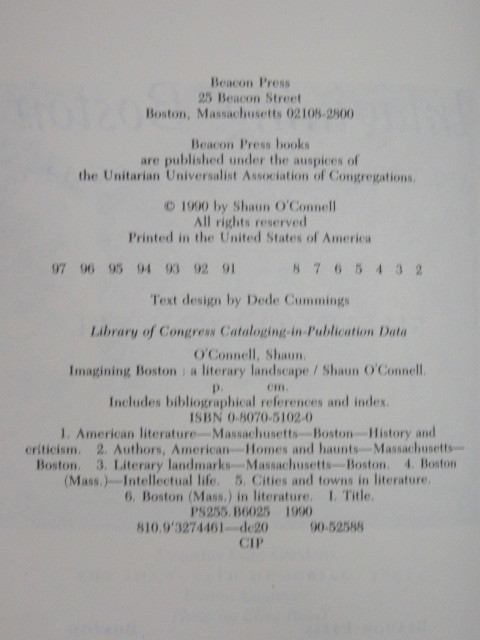 Beacon Press
25 Beacon Street
Boston, Massachusetts 02108-2800
Beacon Press books
are published under the auspices of
the Unitarian Universalist Association of Congregations.
© 1990 by Shaun O'Connell
All rights reserved
Printed in the United States of America
97 96 95 94 93 92 91 8 7 6 5 4 3 2
Text design by Dede Cummings
Library of Congress Cataloging-in-Publication Data
O'Connell, Shaun.
Imagining Boston : a literary landscape / Shaun O'Connell.
p. cm.
Includes bibliographical references and index.
ISBN 0-8070-5102-0
1. American literature—Massachusetts—Boston—History and
criticism. 2. Authors, American—Homes and haunts—Massachusetts—
Boston. 3. Literary landmarks—Massachusetts—Boston. 4. Boston
(Mass.)—Intellectual life. 5. Cities and towns in literature.
6. Boston (Mass.) in literature. I. Title.
PS255.B6025 1990
810.9'3274461—dc20 90-52588
CIP